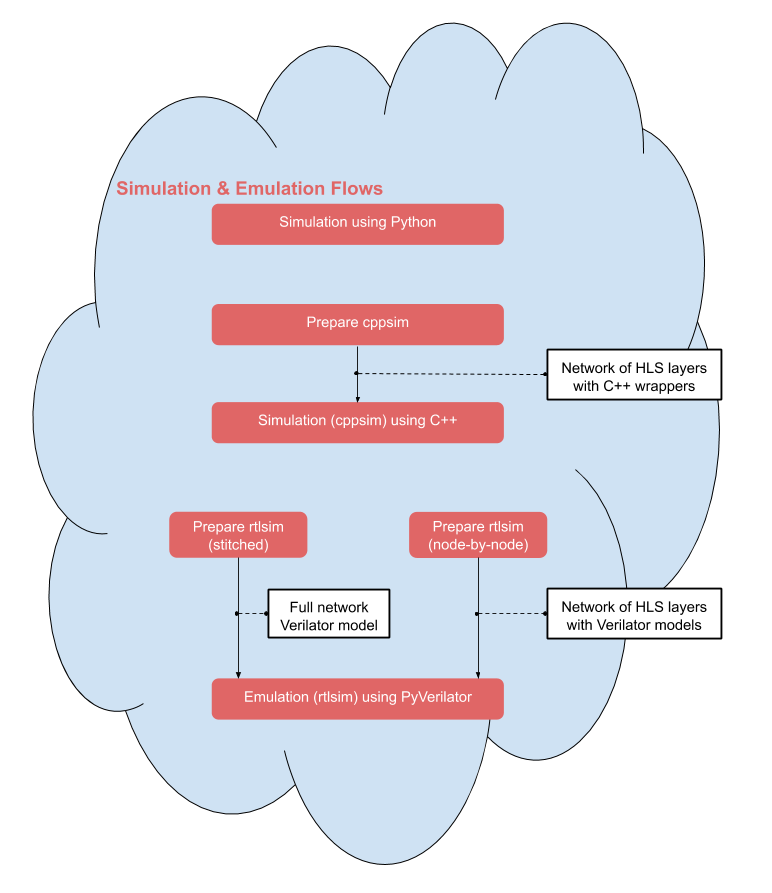 Simulation & Emulation Flows
Simulation using Python
Prepare cppsim
Network of HLS layers
with C++ wrappers
Simulation (cppsim) using C++
Prepare rtlsim
(stitched)
Prepare rtlsim
(node-by-node)
Full network
Verilator model
Network of HLS layers
with Verilator models
Emulation (rtlsim) using PyVerilator